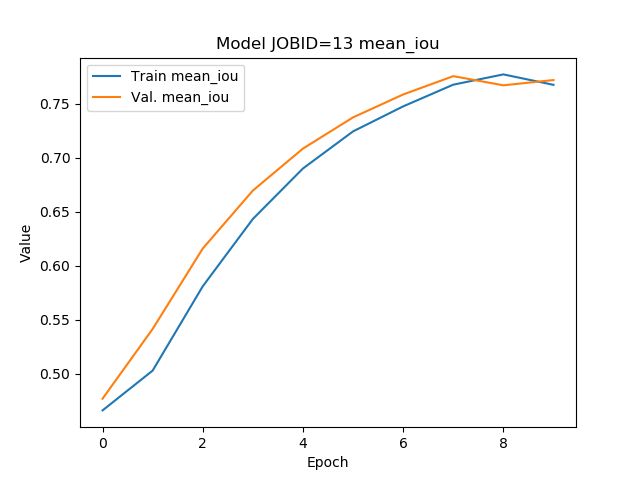 Model JOBID=13 mean_iou
Train mean_iou
Val. mean_iou
Value
0.75
0.70
0.65
0.60
0.55
0.50
0 2 4 6 8
Epoch